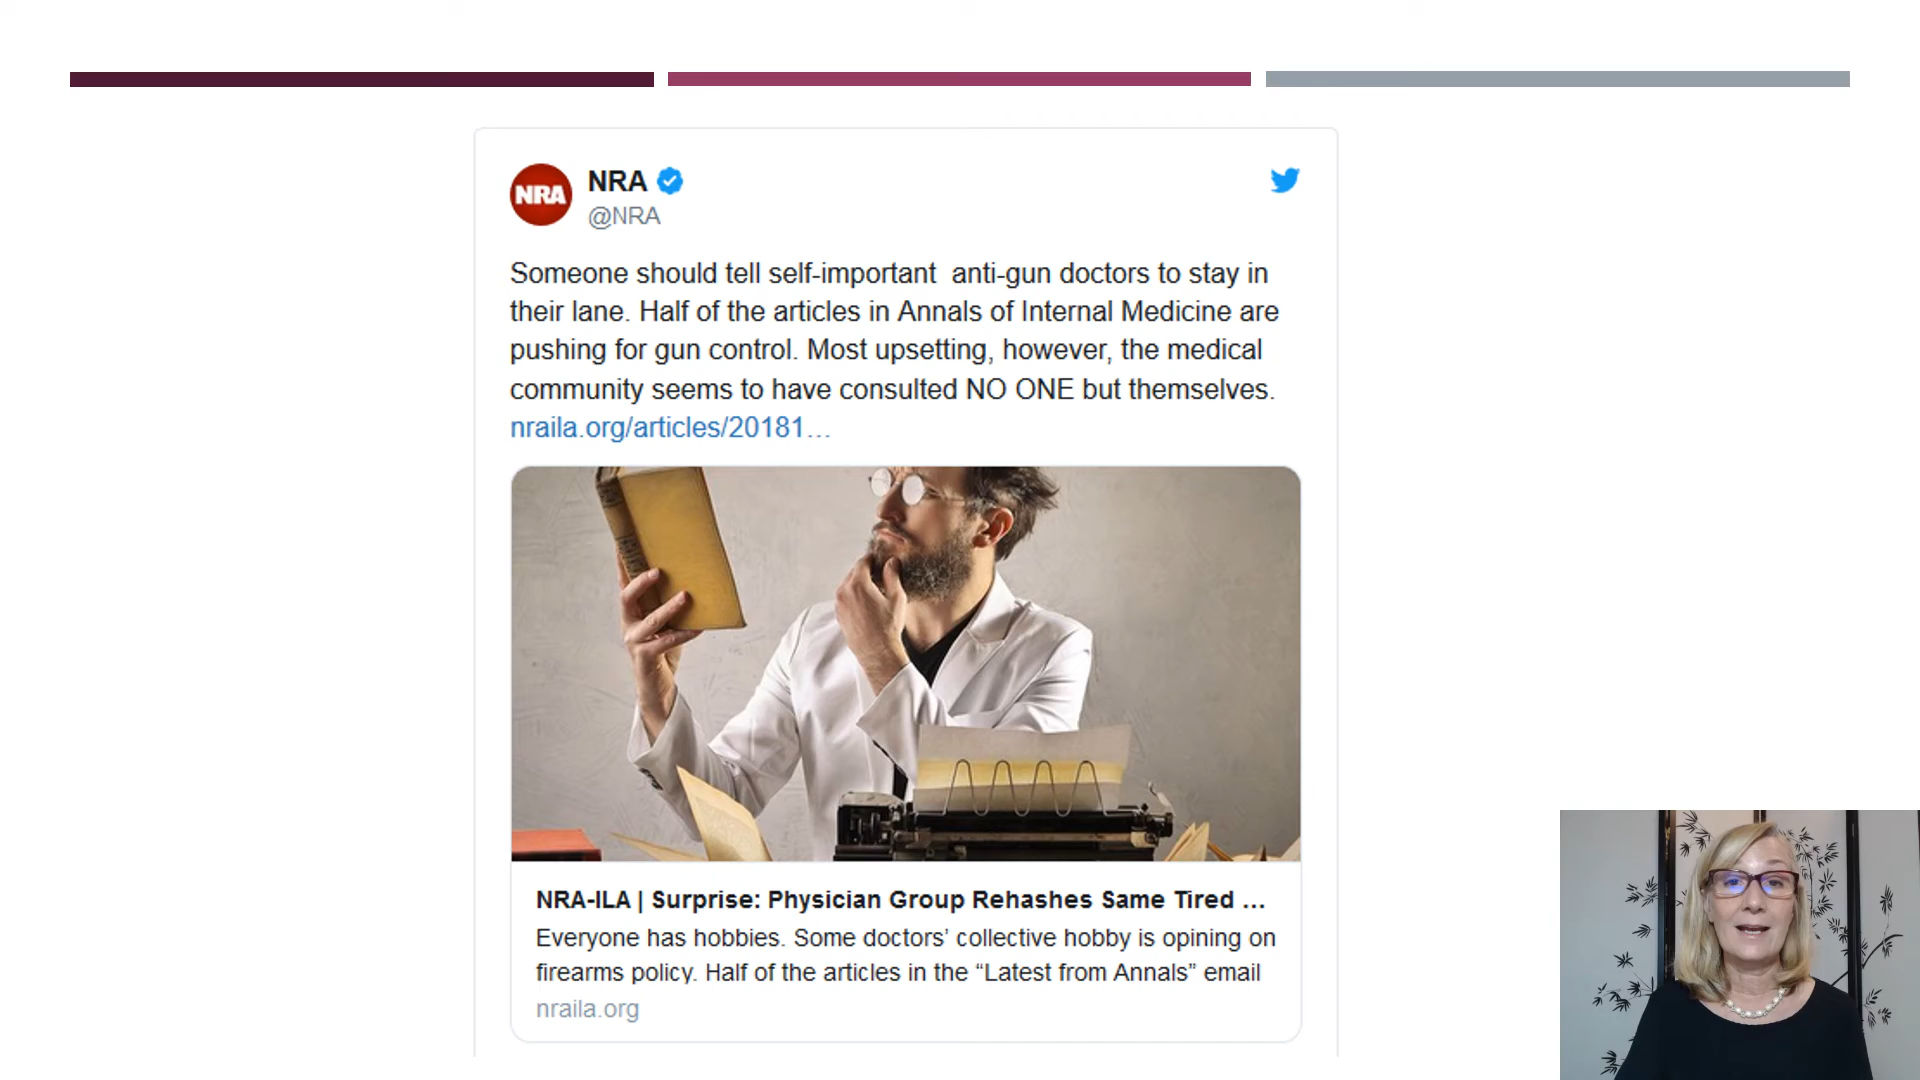 NRA
NRA
@NRA
Someone should tell self-important  anti-gun doctors to stay in
their lane. Half of the articles in Annals of Internal Medicine are
pushing for gun control. Most upsetting, however, the medical
community seems to have consulted NO ONE but themselves.
nraila.org/articles/20181…
NRA-ILA | Surprise: Physician Group Rehashes Same Tired …
Everyone has hobbies. Some doctors’ collective hobby is opining on
firearms policy. Half of the articles in the “Latest from Annals” email
nraila.org